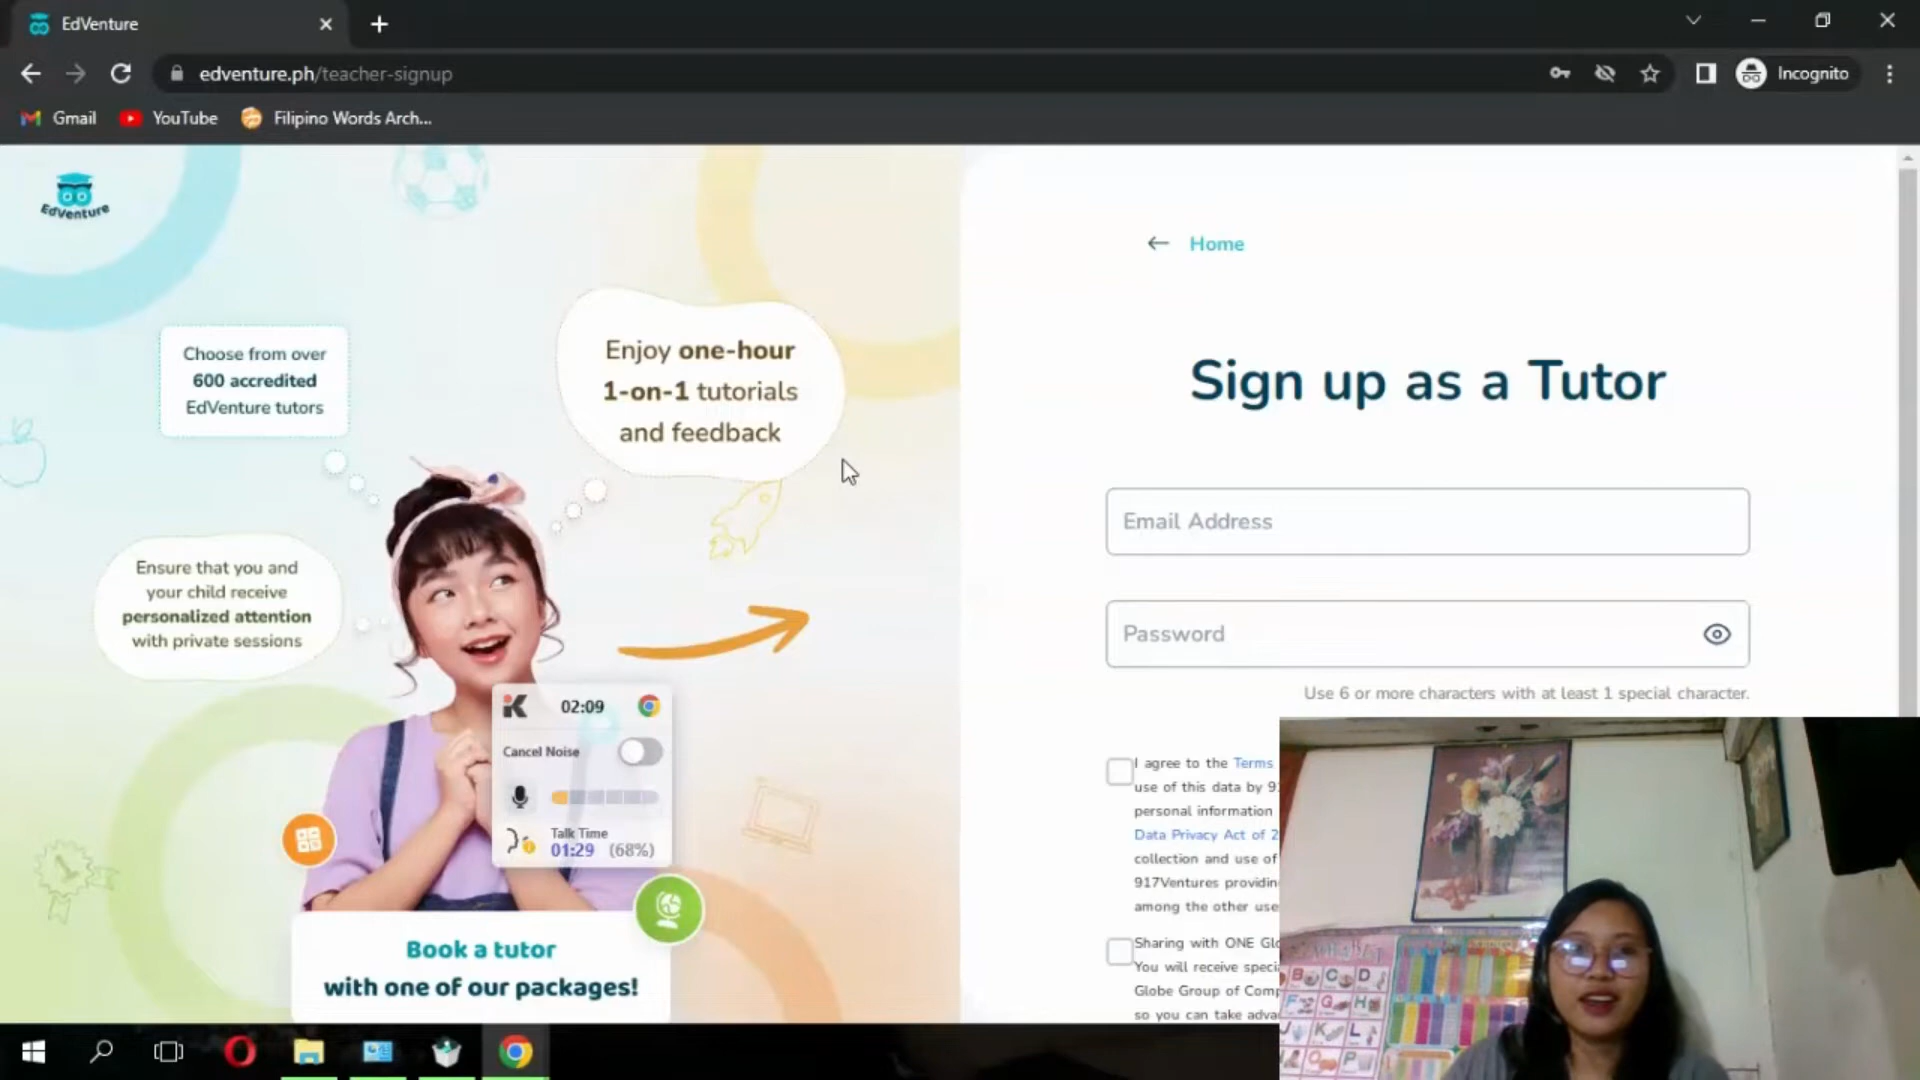 EdVenture
edventure.ph/teacher-signup
Incognito
Gmail
YouTube
Filipino Words Arch...
EdVenture
Choose from over
600 accredited
EdVenture tutors
Enjoy one-hour
1-on-1 tutorials
and feedback
Ensure that you and
your child receive
personalized attention
with private sessions
02:09
Cancel Noise
Talk Time
01:29 (68%)
Book a tutor
with one of our packages!
Home
Sign up as a Tutor
Email Address
Password
Use 6 or more characters with at least 1 special character.
I agree to the Terms
use of this data by 9
personal information
Data Privacy Act of 2
collection and use of
917Ventures providin
among the other use
Sharing with ONE Gl
You will receive speci
Globe Group of Comp
so you can take adva
B C D
F G H
K L
P